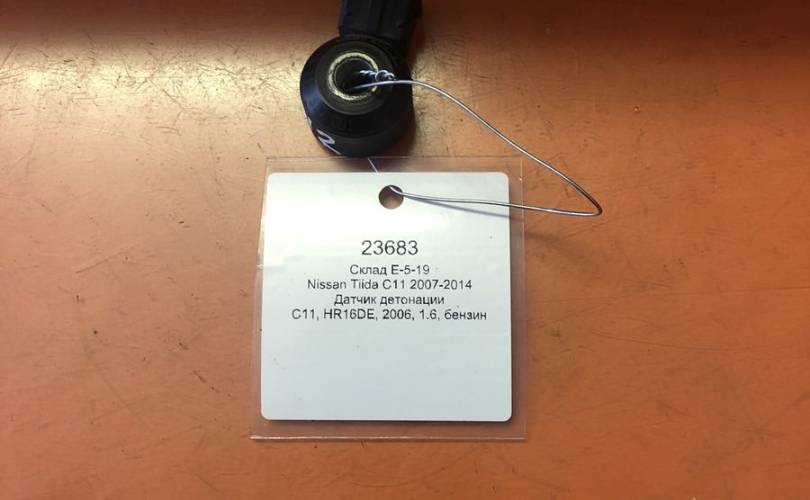 23683
Склад Е-5-19
Nissan Tiida C11 2007-2014
Датчик детонации
C11, HR16DE, 2006, 1.6, бензин